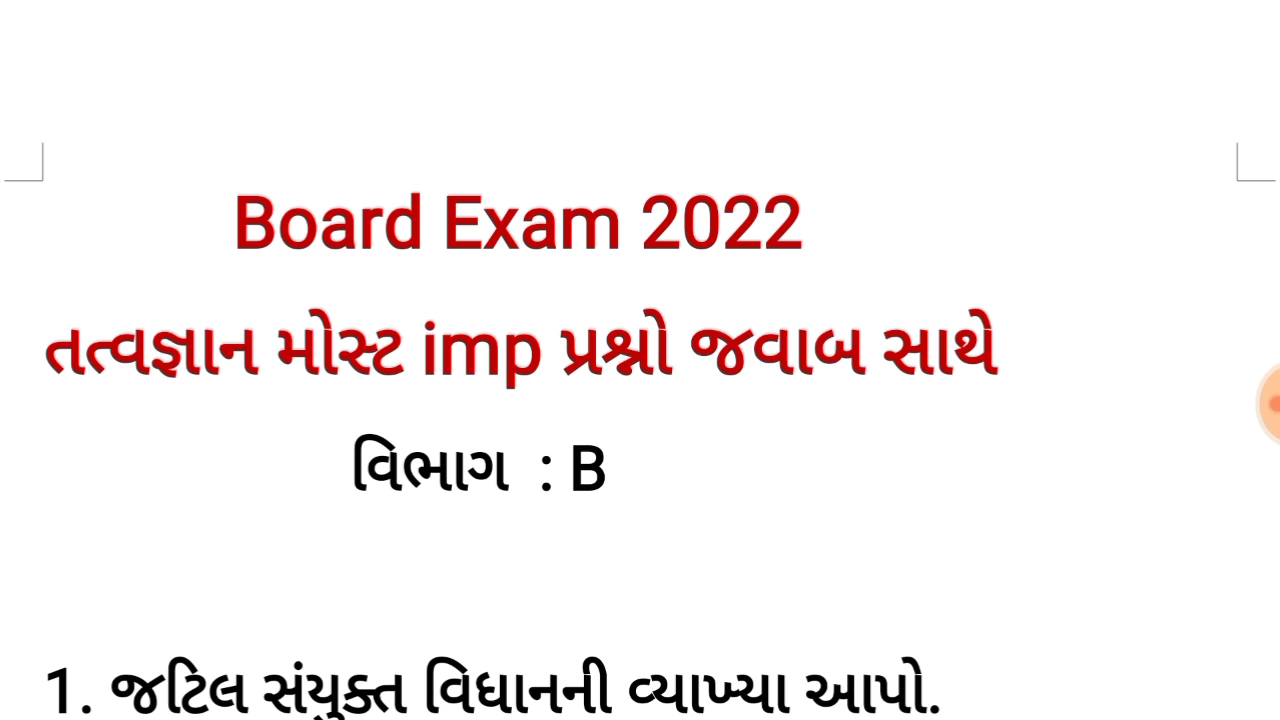 Board Exam 2022
તત્વજ્ઞાન મોસ્ટ imp પ્રશ્નો જવાબ સાથે
વિભાગ : B
1. જટિલ સંયુક્ત વિધાનની વ્યાખ્યા આપો.